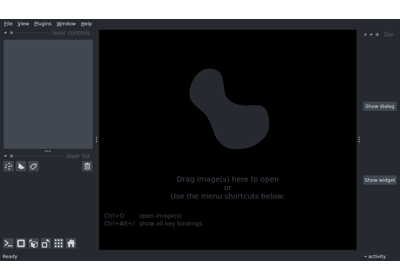 File View Plugins Window Help
layer controls
layer list
Drag image(s) here to open
or
Use the menu shortcuts below:
Ctrl+O open image(s)
Ctrl+Alt+/ show all key bindings
Show dialog
Show widget
Ready
activity